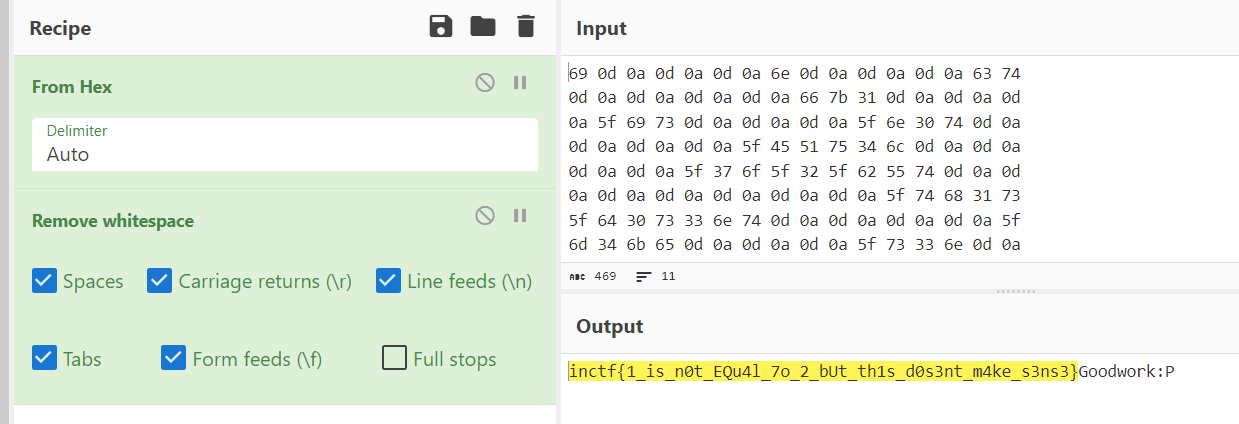 Recipe
From Hex
Delimiter
Auto
Remove whitespace
Spaces
Carriage returns (\r)
Line feeds (\n)
Tabs
Form feeds (\f)
Full stops
Input
69 0d 0a 0d 0a 0d 0a 6e 0d 0a 0d 0a 0d 0a 63 74
0d 0a 0d 0a 0d 0a 0d 0a 66 7b 31 0d 0a 0d 0a 0d
0a 5f 69 73 0d 0a 0d 0a 0d 0a 5f 6e 30 74 0d 0a
0d 0a 0d 0a 0d 0a 5f 45 51 75 34 6c 0d 0a 0d 0a
0d 0a 0d 0a 5f 37 6f 5f 32 5f 62 55 74 0d 0a 0d
0a 0d 0a 0d 0a 0d 0a 0d 0a 0d 0a 0d 0a 5f 74 68 31 73
5f 64 30 73 33 6e 74 0d 0a 0d 0a 0d 0a 0d 0a 5f
6d 34 6b 65 0d 0a 0d 0a 0d 0a 5f 73 33 6e 0d 0a
ABC 469
11
Output
inctf{1_is_n0t_EQu4l_7o_2_bUt_th1s_d0s3nt_m4ke_s3ns3}Goodwork:P